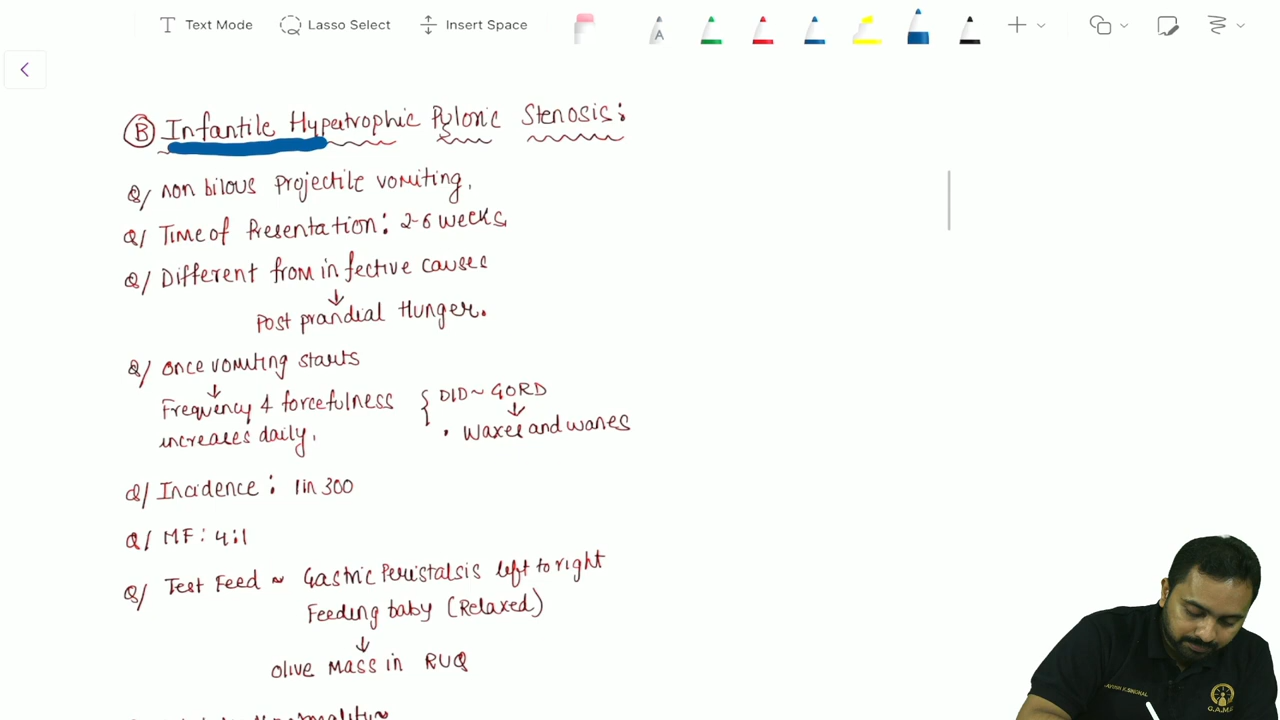 Text Mode Lasso Select Insert Space
A
B Infantile Hypertrophic Pyloric Stenosis:
Q/ non bilous Projectile vomiting,
Q/ Time of Presentation: 2-6 weeks
Q/ Different from infective causes
↓
Post prandial Hunger.
Q/ once vomiting starts
↓
Frequency & forcefulness { DID ~ GORD
↓
increases daily. • Waxes and wanes
Q/ Incidence: 1 in 300
Q/ MF: 4:1
Q/ Test Feed ~ Gastric Peristalsis left to right
Feeding baby (Relaxed)
↓
Olive Mass in RUQ